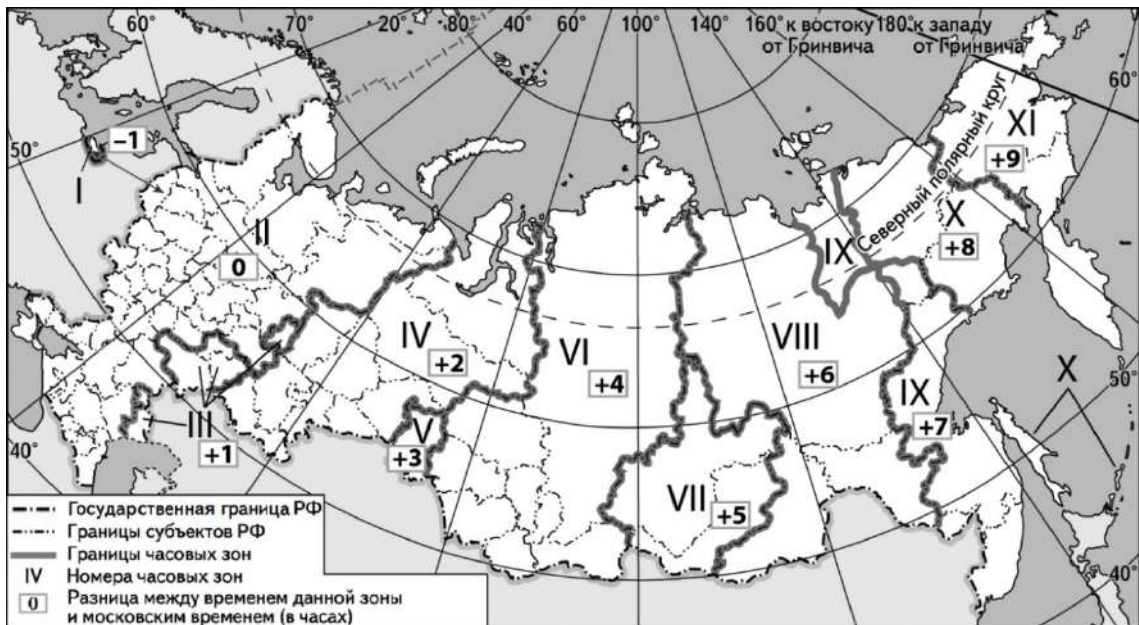 60°
70°
20°
80°
40°
100°
140°
160°
к востоку
от Гринвича
180°
к западу
от Гринвича
60°
50°
−1
I
II
0
Северный полярный круг
XI
+9
X
+8
IX
IV
+2
VI
+4
VIII
+6
X
50°
III
+1
V
+3
VII
+5
IX
+7
40°
40°
Государственная граница РФ
Границы субъектов РФ
Границы часовых зон
IV Номера часовых зон
0 Разница между временем данной зоны
и московским временем (в часах)